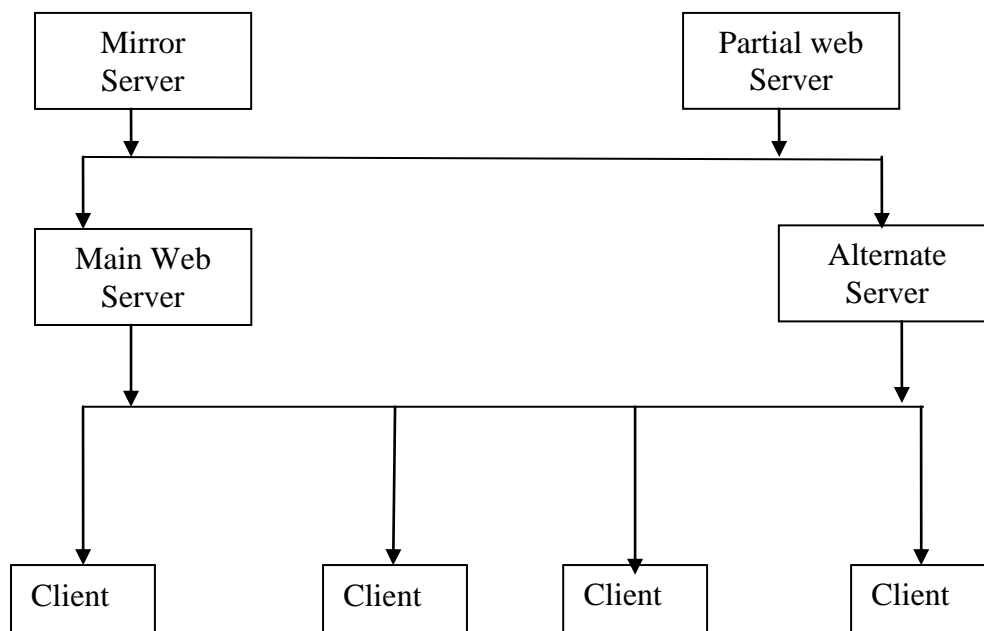 Mirror
Server
Partial web
Server
Main Web
Server
Alternate
Server
Client
Client
Client
Client